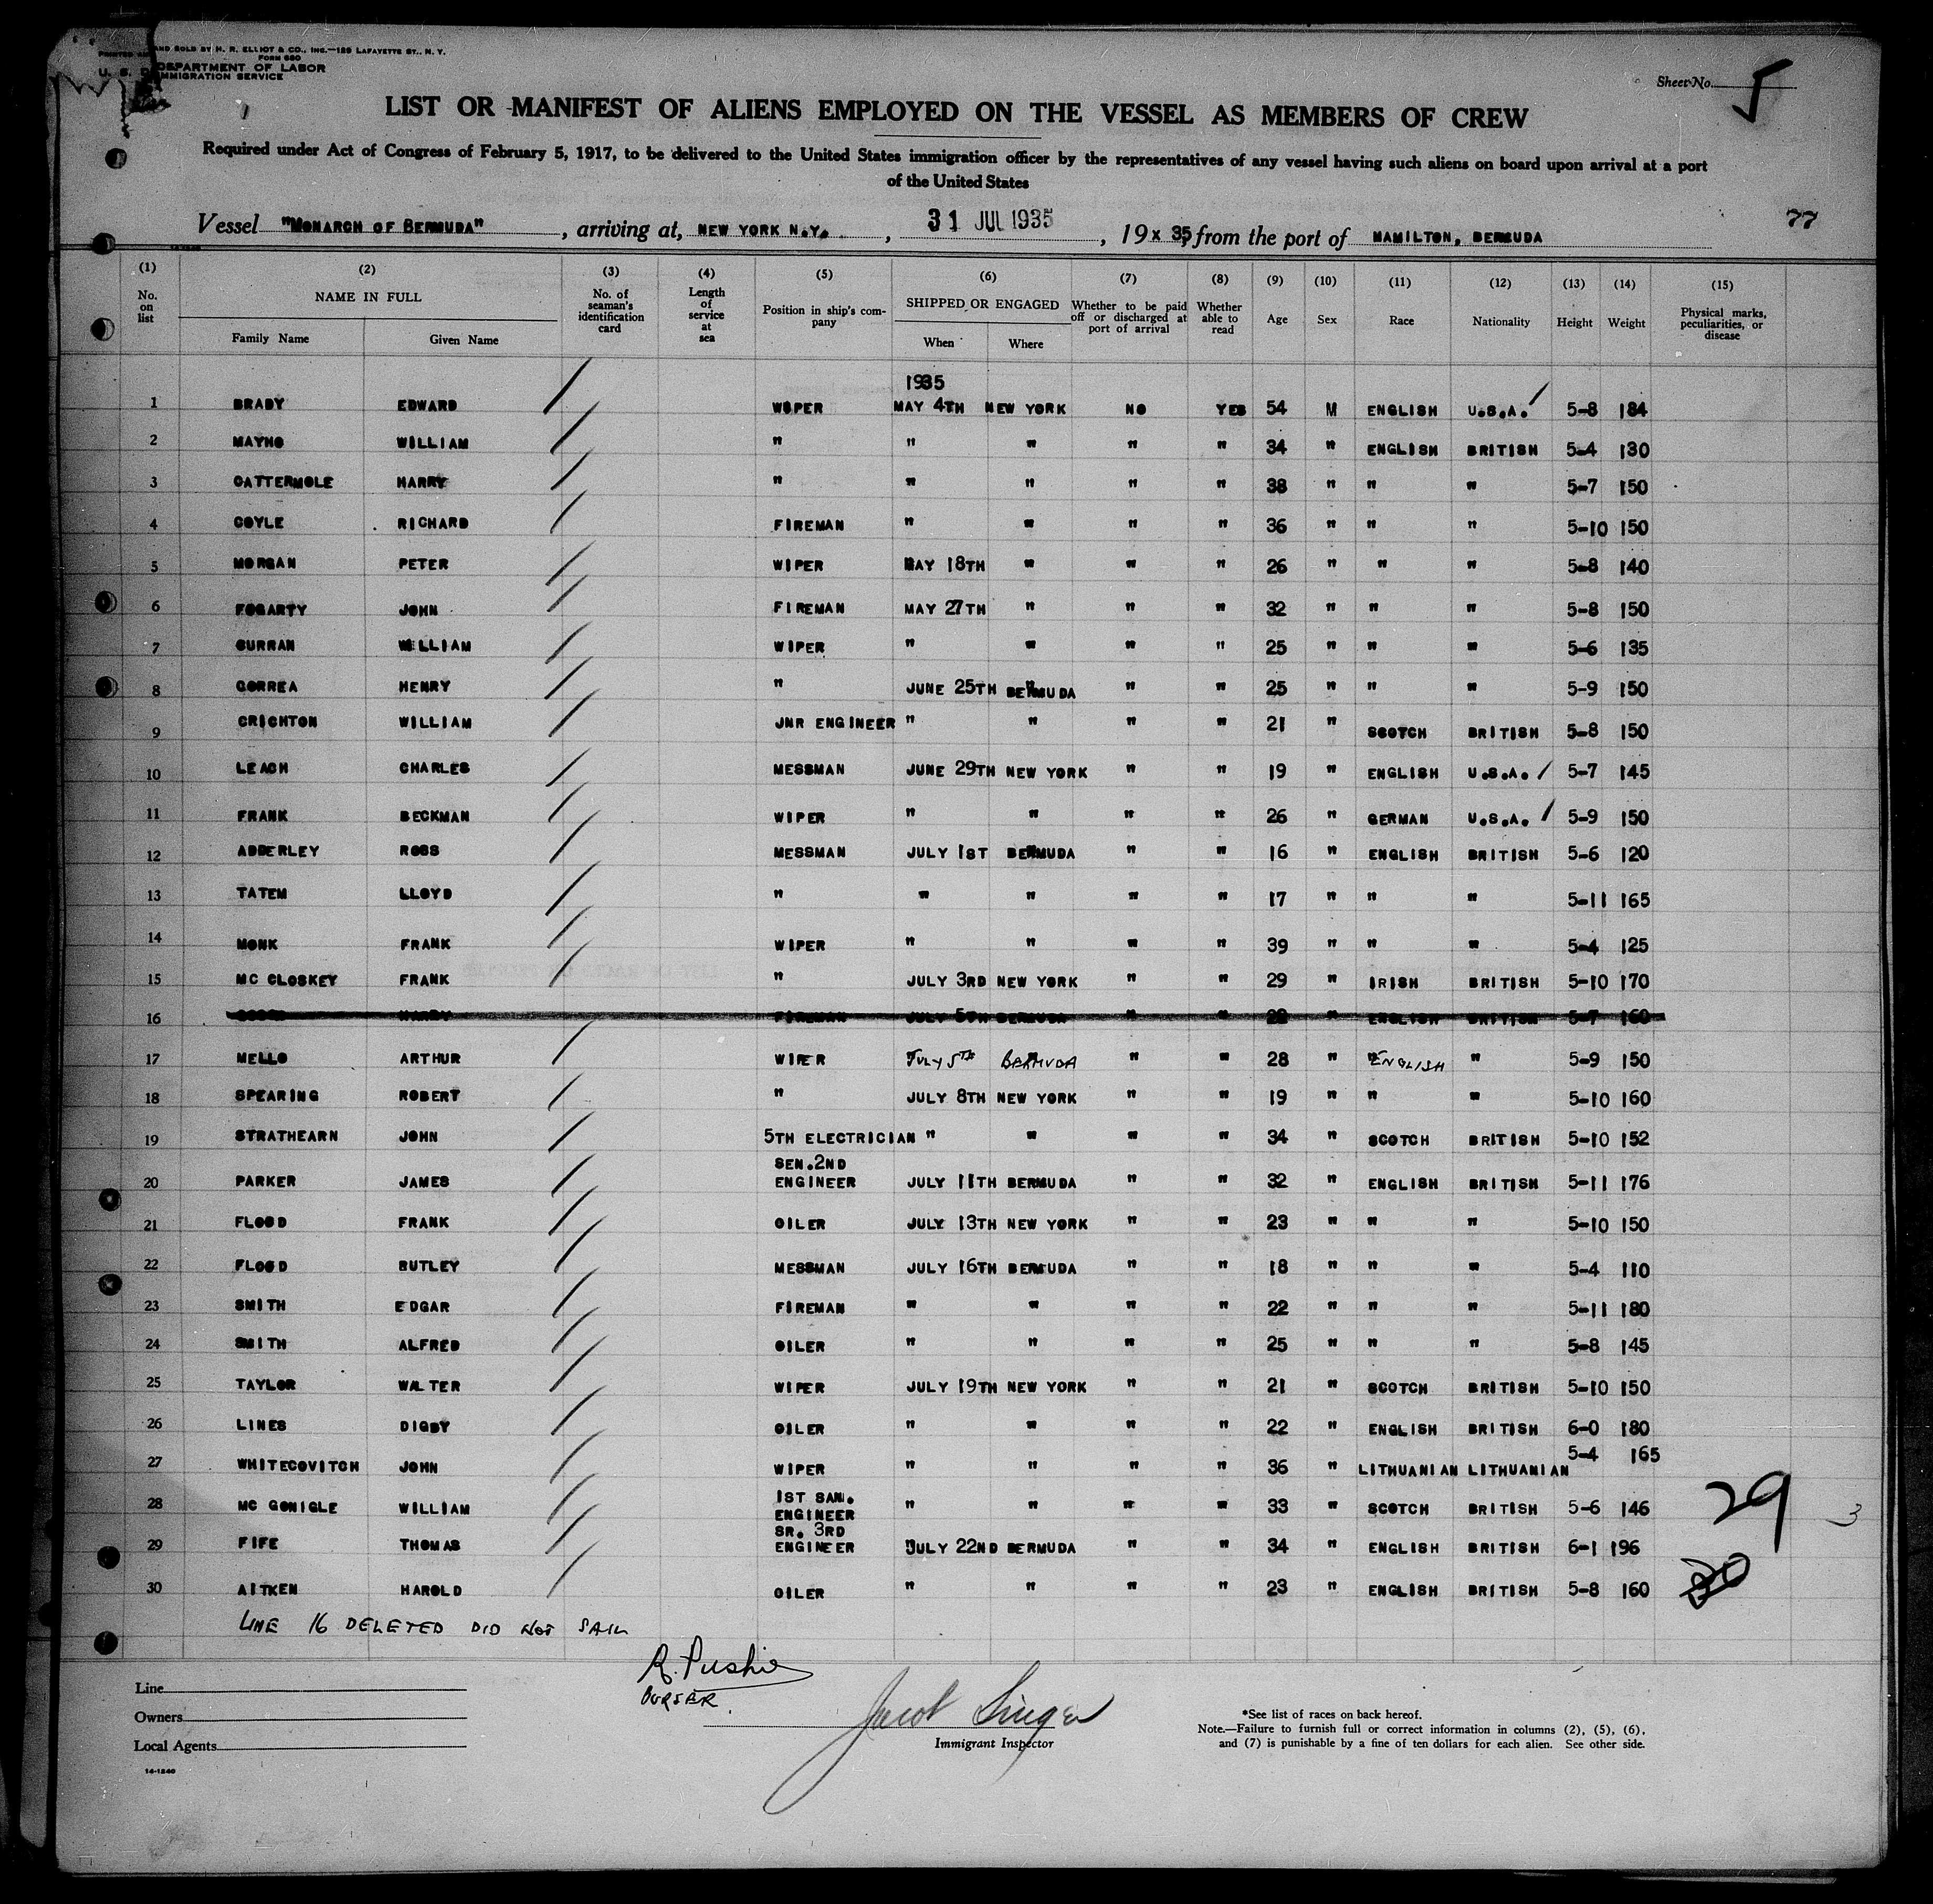 AND SOLD BY H. R. ELLIOT & CO., INC.—129 LAFAYETTE ST., N. Y.
FORM 680
U. S. DEPARTMENT OF LABOR
IMMIGRATION SERVICE
Sheet No. 5
LIST OR MANIFEST OF ALIENS EMPLOYED ON THE VESSEL AS MEMBERS OF CREW
Required under Act of Congress of February 5, 1917, to be delivered to the United States immigration officer by the representatives of any vessel having such aliens on board upon arrival at a port
of the United States
77
Vessel "MONARCH OF BERMUDA", arriving at, NEW YORK N.Y., 31 JUL 1935, 19x 35, from the port of HAMILTON, BERMUDA
(1) (2) (3) (4) (5) (6) (7) (8) (9) (10) (11) (12) (13) (14) (15)
No. on list NAME IN FULL Family Name Given Name No. of seaman's identification card Length of service at sea Position in ship's company SHIPPED OR ENGAGED When Where Whether to be paid off or discharged at port of arrival Whether able to read Age Sex Race Nationality Height Weight Physical marks, peculiarities, or disease
1935
1 BRADY EDWARD WIPER MAY 4TH NEW YORK NO YES 54 M ENGLISH U.S.A. 5-8 184
2 MAYHO WILLIAM " " " " " 34 " ENGLISH BRITISH 5-4 130
3 CATTERMOLE HARRY " " " " " 38 " " " 5-7 150
4 COYLE RICHARD FIREMAN " " " " 36 " " " 5-10 150
5 MORGAN PETER WIPER MAY 18TH " " " 26 " " " 5-8 140
6 FOGARTY JOHN FIREMAN MAY 27TH " " " 32 " " " 5-8 150
7 CURRAN WILLIAM WIPER " " " " 25 " " " 5-6 135
8 CORREA HENRY " JUNE 25TH BERMUDA " " 25 " " " 5-9 150
9 CRICHTON WILLIAM JNR ENGINEER " " " " 21 " SCOTCH BRITISH 5-8 150
10 LEACH CHARLES MESSMAN JUNE 29TH NEW YORK " " 19 " ENGLISH U.S.A. 5-7 145
11 FRANK BECKMAN WIPER " " " " 26 " GERMAN U.S.A. 5-9 150
12 ADDERLEY ROSS MESSMAN JULY 1ST BERMUDA " " 16 " ENGLISH BRITISH 5-6 120
13 TATEM LLOYD " " " " " 17 " " " 5-11 165
14 MONK FRANK WIPER " " " " 39 " " " 5-4 125
15 MC CLOSKEY FRANK " JULY 3RD NEW YORK " " 29 " IRISH BRITISH 5-10 170
16 HARRY FIREMAN JULY 5TH BERMUDA " " " ENGLISH BRITISH 5-7 160
17 MELLO ARTHUR WIPER JULY 5TH BERMUDA " " 28 " ENGLISH " 5-9 150
18 SPEARING ROBERT " JULY 8TH NEW YORK " " 19 " " " 5-10 160
19 STRATHEARN JOHN 5TH ELECTRICIAN " " " " 34 " SCOTCH BRITISH 5-10 152
20 PARKER JAMES SEN.2ND ENGINEER JULY 11TH BERMUDA " " 32 " ENGLISH BRITISH 5-11 176
21 FLOOD FRANK OILER JULY 13TH NEW YORK " " 23 " " " 5-10 150
22 FLOOD RUTLEY MESSMAN JULY 16TH BERMUDA " " 18 " " " 5-4 110
23 SMITH EDGAR FIREMAN " " " " 22 " " " 5-11 180
24 SMITH ALFRED OILER " " " " 25 " " " 5-8 145
25 TAYLOR WALTER WIPER JULY 19TH NEW YORK " " 21 " SCOTCH BRITISH 5-10 150
26 LINES DIGBY OILER " " " " 22 " ENGLISH BRITISH 6-0 180
27 WHITECOVITCH JOHN WIPER " " " " 36 " LITHUANIAN LITHUANIAN 5-4 165
28 MC GONIGLE WILLIAM 1ST SAN. ENGINEER " " " " 33 " SCOTCH BRITISH 5-6 146 29 3
29 FIFE THOMAS SR. 3RD ENGINEER JULY 22ND BERMUDA " " 34 " ENGLISH BRITISH 6-1 196
30 AITKEN HAROLD OILER " " " " 23 " ENGLISH BRITISH 5-8 160 30
LINE 16 DELETED DID NOT SAIL
R. Pushie
PURSER.
Jacob Singer
Immigrant Inspector
Line
Owners
Local Agents
14-1240
*See list of races on back hereof.
Note.—Failure to furnish full or correct information in columns (2), (5), (6),
and (7) is punishable by a fine of ten dollars for each alien. See other side.